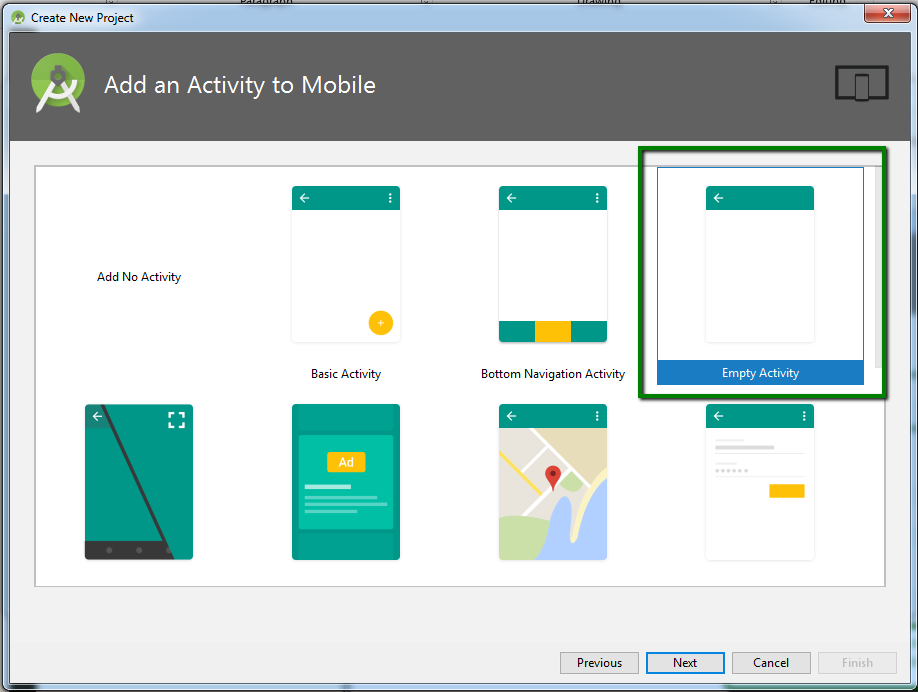 Create New Project
Add an Activity to Mobile
Add No Activity
Basic Activity
Bottom Navigation Activity
Empty Activity
Ad
Previous
Next
Cancel
Finish